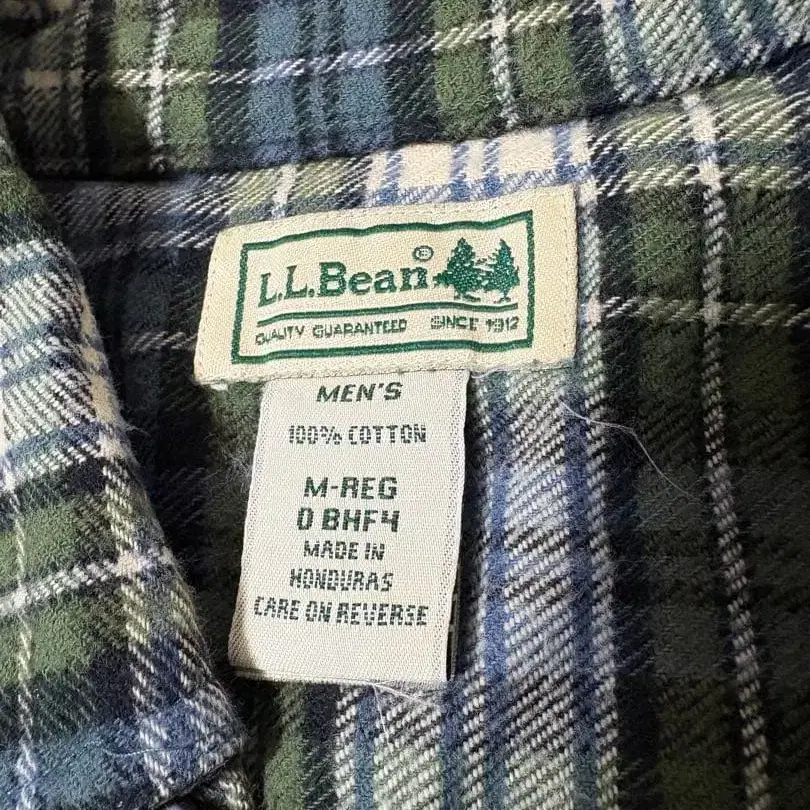 L.L.Bean®
QUALITY GUARANTEED SINCE 1912
MEN'S
100% COTTON
M-REG
0 BHF4
MADE IN
HONDURAS
CARE ON REVERSE